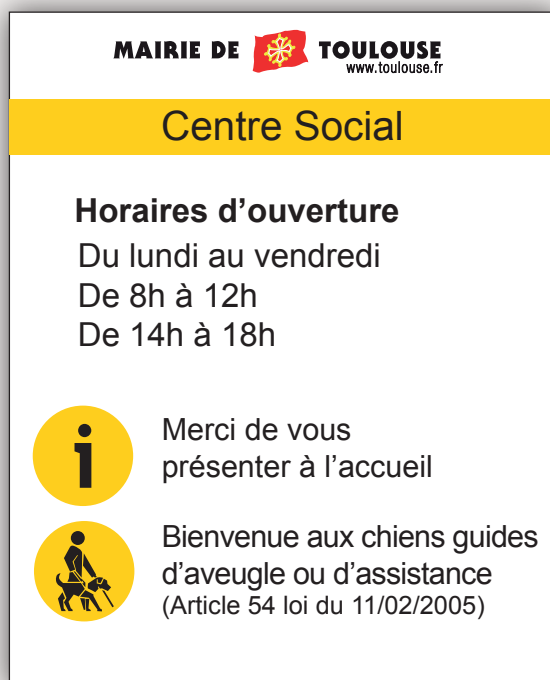 MAIRIE DE TOULOUSE
www.toulouse.fr
Centre Social
Horaires d’ouverture
Du lundi au vendredi
De 8h à 12h
De 14h à 18h
i
Merci de vous
présenter à l’accueil
Bienvenue aux chiens guides
d’aveugle ou d’assistance
(Article 54 loi du 11/02/2005)